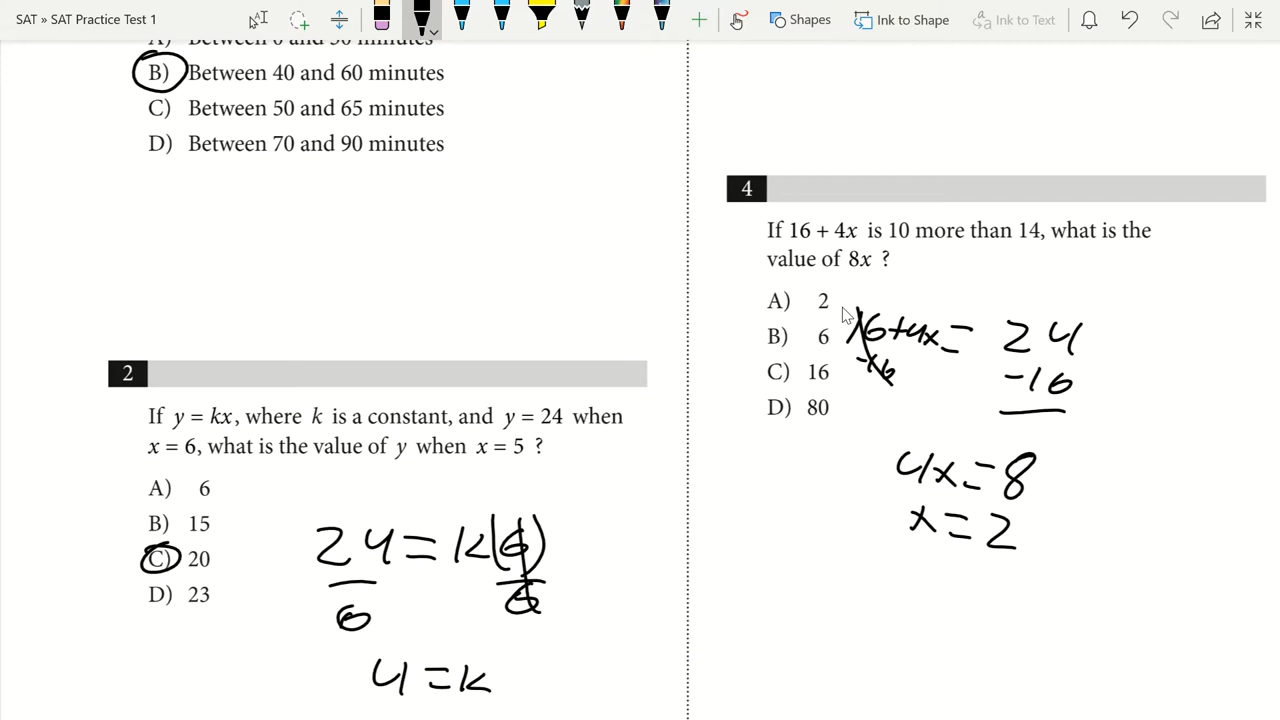 SAT » SAT Practice Test 1
Shapes
Ink to Shape
Ink to Text
B) Between 40 and 60 minutes
C) Between 50 and 65 minutes
D) Between 70 and 90 minutes
2
If y = kx, where k is a constant, and y = 24 when
x = 6, what is the value of y when x = 5 ?
A) 6
B) 15
C) 20
D) 23
24 = k(6)
6 6
4 = k
4
If 16 + 4x is 10 more than 14, what is the
value of 8x ?
A) 2
B) 6
C) 16
D) 80
16+4x = 24
-16 -16
4x = 8
x = 2